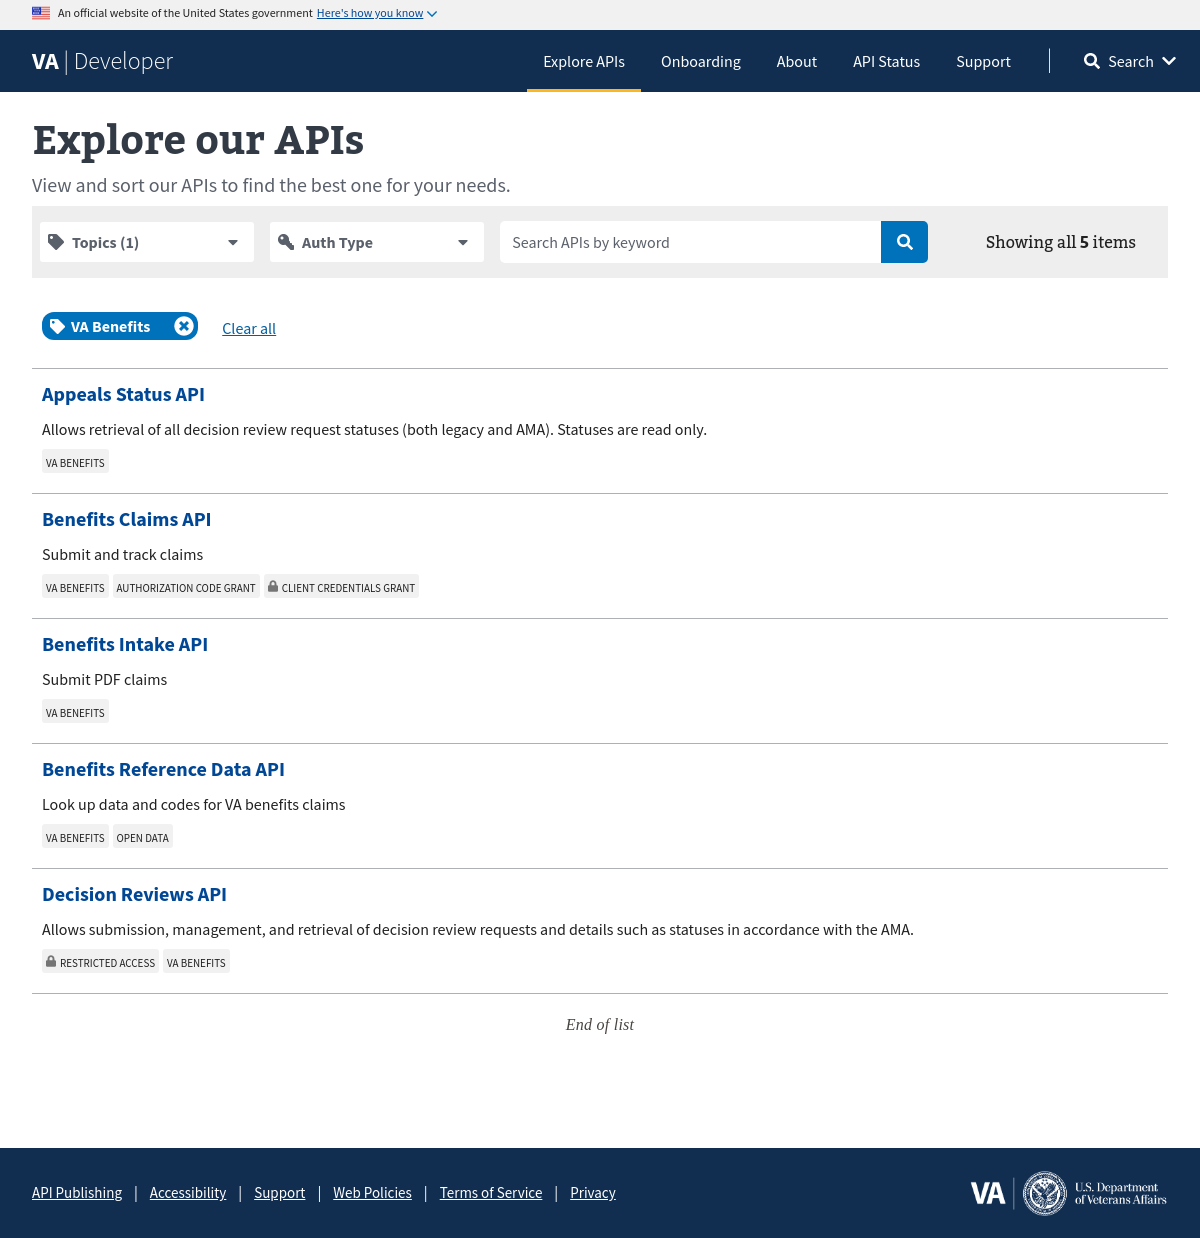 An official website of the United States government Here's how you know
VA | Developer
Explore APIs Onboarding About API Status Support Search
Explore our APIs
View and sort our APIs to find the best one for your needs.
Topics (1) Auth Type Search APIs by keyword Showing all 5 items
VA Benefits Clear all
Appeals Status API
Allows retrieval of all decision review request statuses (both legacy and AMA). Statuses are read only.
VA BENEFITS
Benefits Claims API
Submit and track claims
VA BENEFITS AUTHORIZATION CODE GRANT CLIENT CREDENTIALS GRANT
Benefits Intake API
Submit PDF claims
VA BENEFITS
Benefits Reference Data API
Look up data and codes for VA benefits claims
VA BENEFITS OPEN DATA
Decision Reviews API
Allows submission, management, and retrieval of decision review requests and details such as statuses in accordance with the AMA.
RESTRICTED ACCESS VA BENEFITS
End of list
API Publishing | Accessibility | Support | Web Policies | Terms of Service | Privacy
VA | U.S. Department
of Veterans Affairs